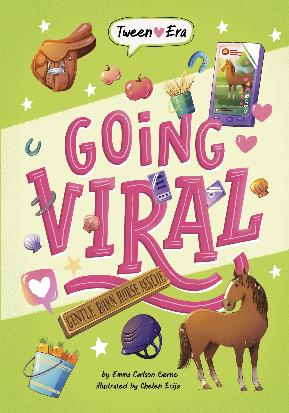 Tween Era
GOiNG
ViRAL
GENTLE BARN HORSE RESCUE
by Emma Carlson Berne
illustrated by Chelen Écija